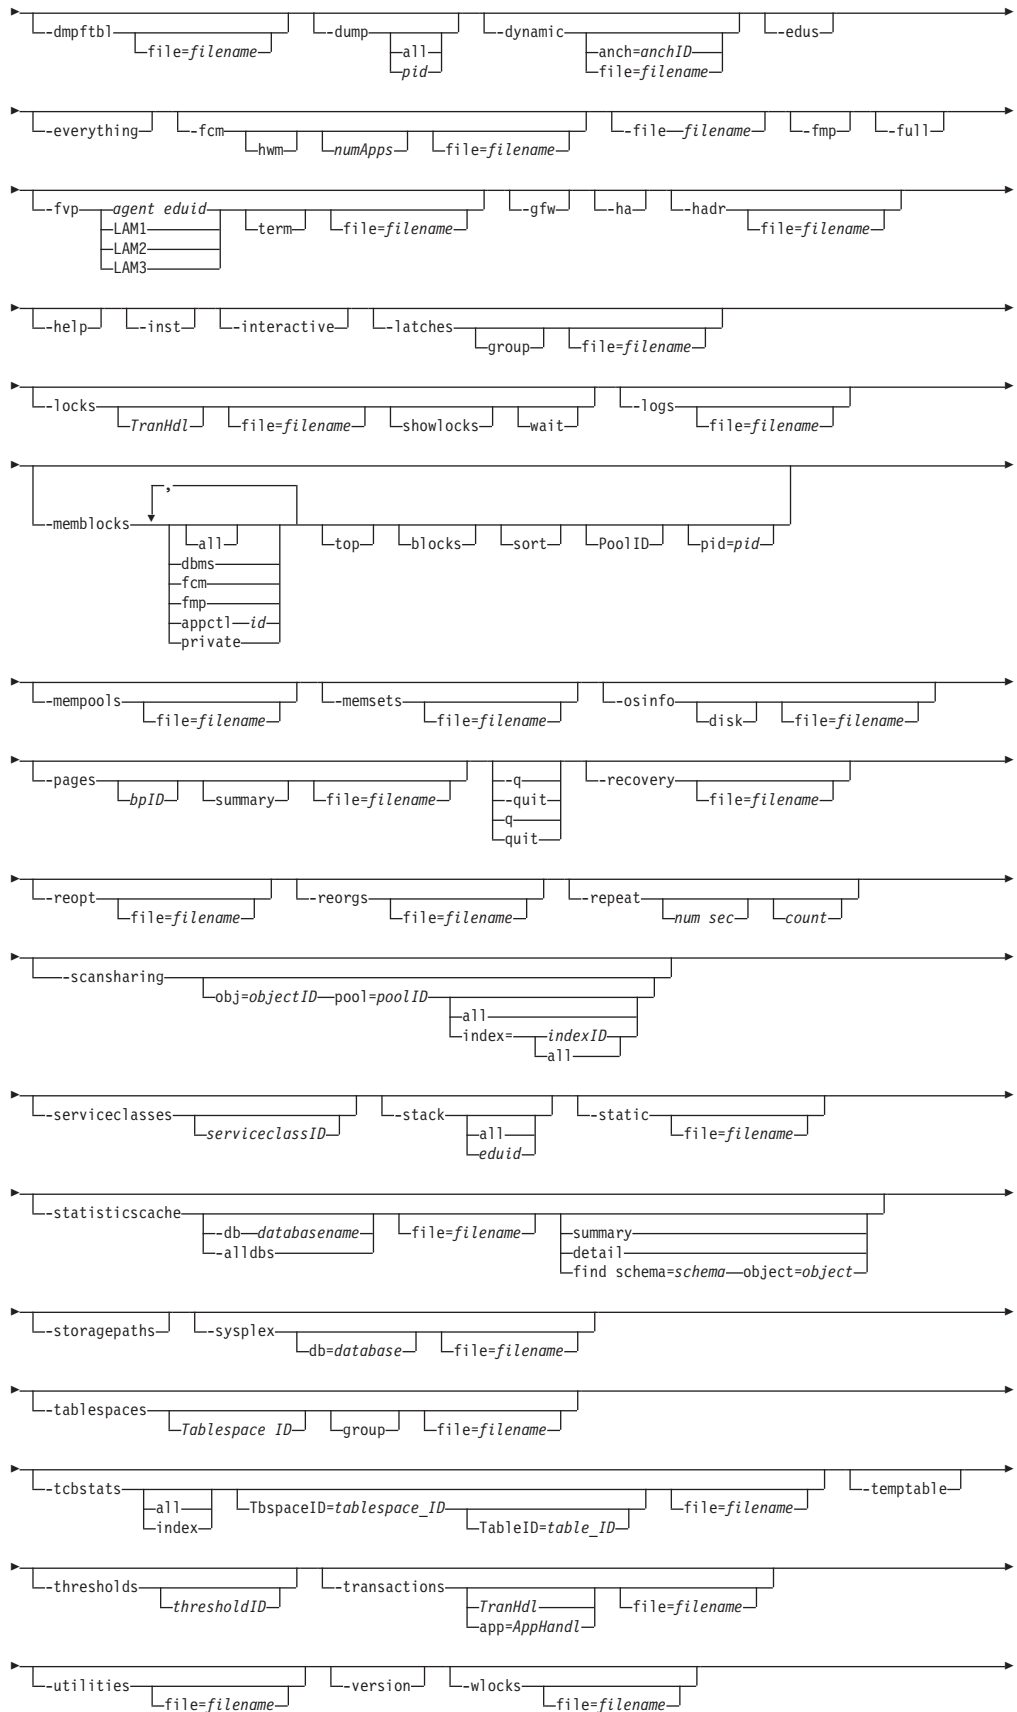 -dmpftbl -dump -dynamic -edus
file=filename all anch=anchID
pid file=filename
-everything -fcm -file filename -fmp -full
hwm numApps file=filename
-fvp agent eduid -gfw -ha -hadr
LAM1 term file=filename file=filename
LAM2
LAM3
-help -inst -interactive -latches
group file=filename
-locks -logs
TranHdl file=filename showlocks wait file=filename
,
-memblocks
all top blocks sort PoolID pid=pid
dbms
fcm
fmp
appctl id
private
-mempools -memsets -osinfo
file=filename file=filename disk file=filename
-pages -q -recovery
bpID summary file=filename -quit file=filename
q
quit
-reopt -reorgs -repeat
file=filename file=filename num sec count
-scansharing
obj=objectID pool=poolID
all
index= indexID
all
-serviceclasses -stack -static
serviceclassID all file=filename
eduid
-statisticscache
-db databasename file=filename summary
-alldbs detail
find schema=schema object=object
-storagepaths -sysplex
db=database file=filename
-tablespaces
Tablespace ID group file=filename
-tcbstats -temptable
all TbspaceID=tablespace_ID file=filename
index TableID=table_ID
-thresholds -transactions
thresholdID TranHdl file=filename
app=AppHandl
-utilities -version -wlocks
file=filename file=filename